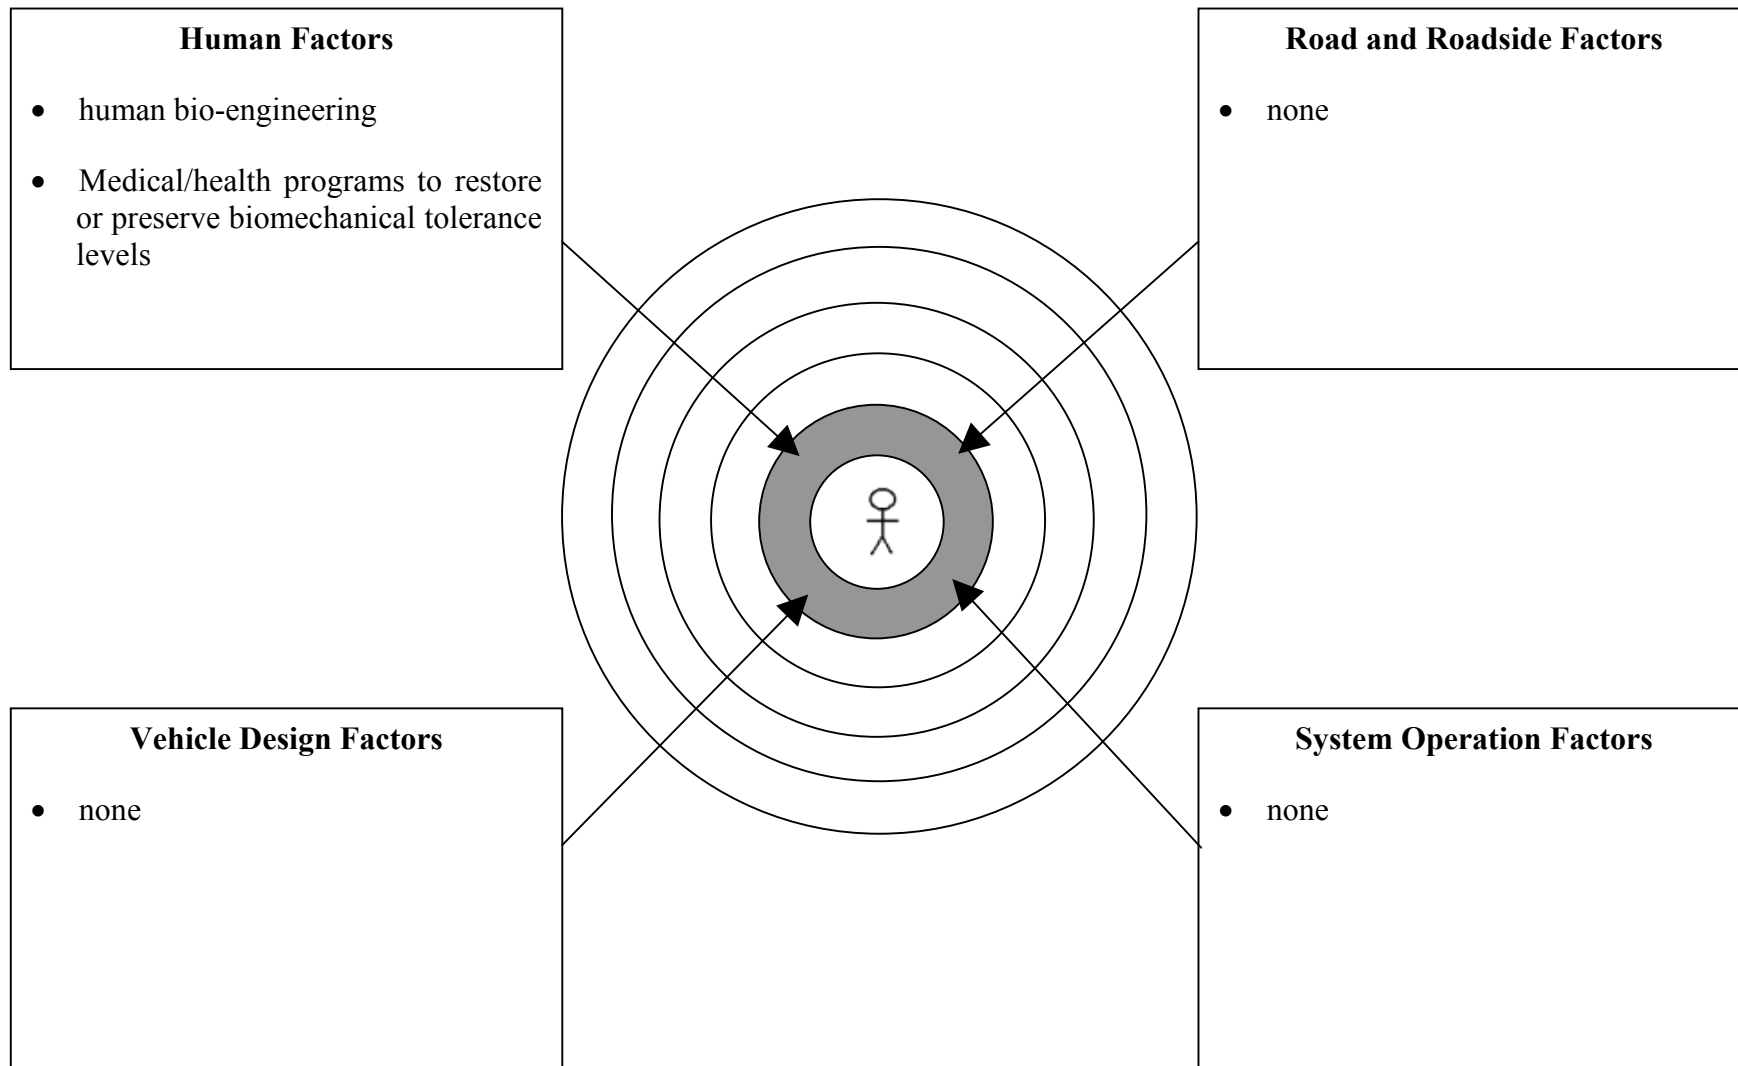 Human Factors
• human bio-engineering
• Medical/health programs to restore
or preserve biomechanical tolerance
levels
Road and Roadside Factors
• none
Vehicle Design Factors
• none
System Operation Factors
• none